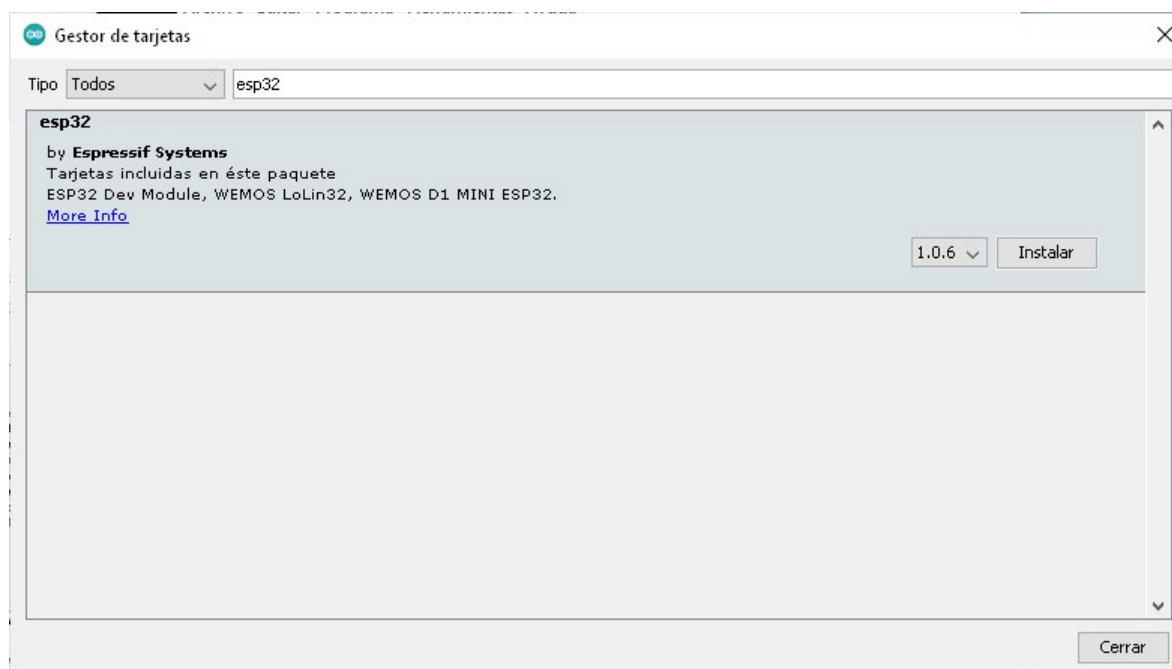 Gestor de tarjetas
Tipo Todos esp32
esp32
by Espressif Systems
Tarjetas incluidas en éste paquete
ESP32 Dev Module, WEMOS LoLin32, WEMOS D1 MINI ESP32.
More Info
1.0.6 Instalar
Cerrar